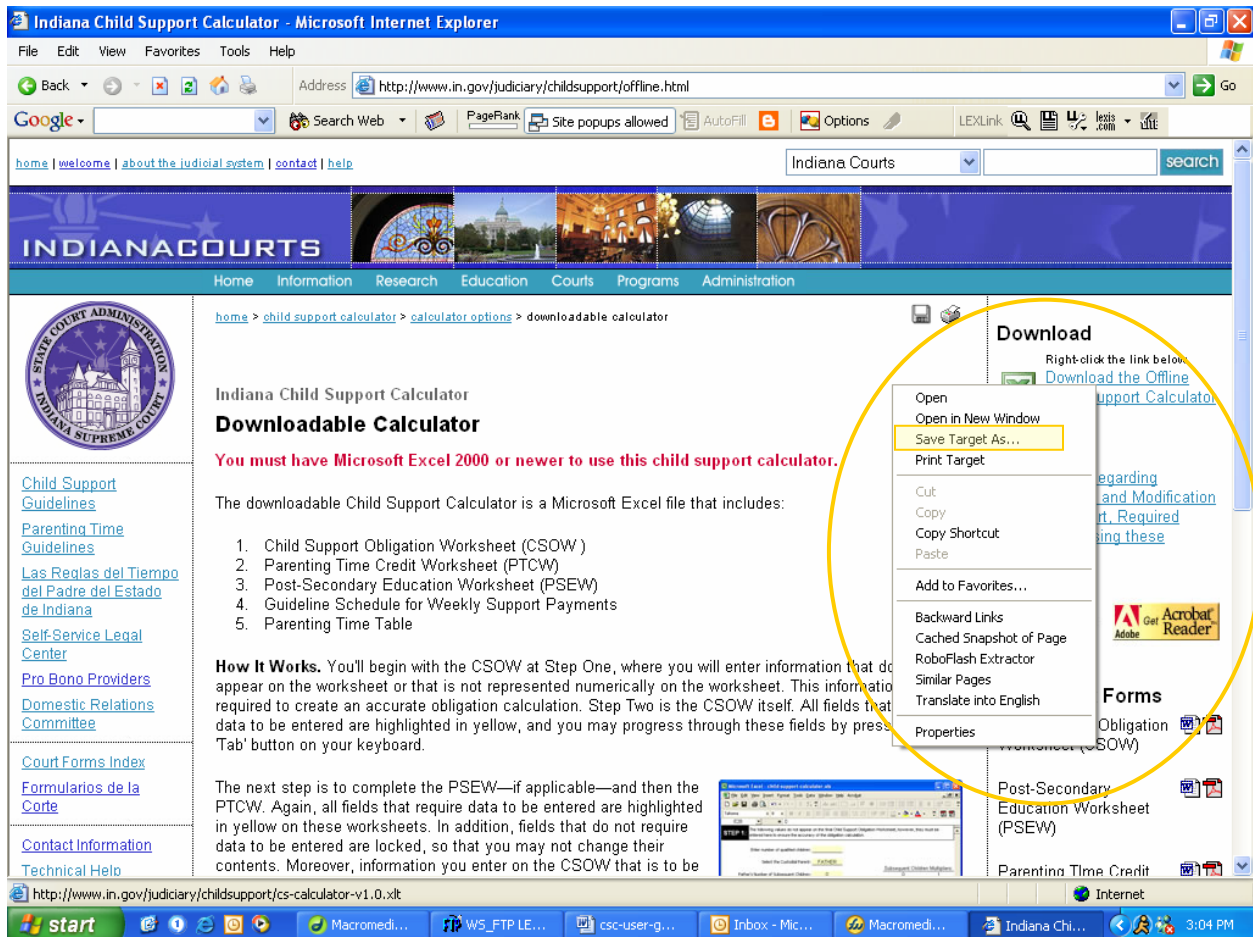 Indiana Child Support Calculator - Microsoft Internet Explorer
File Edit View Favorites Tools Help
Back Address http://www.in.gov/judiciary/childsupport/offline.html Go
Google Search Web PageRank Site popups allowed AutoFill Options LEXLink lexis .com
home | welcome | about the judicial system | contact | help
Indiana Courts search
INDIANACOURTS
Home Information Research Education Courts Programs Administration
STATE COURT ADMINISTRATION
INDIANA SUPREME COURT
Child Support
Guidelines
Parenting Time
Guidelines
Las Reglas del Tiempo
del Padre del Estado
de Indiana
Self-Service Legal
Center
Pro Bono Providers
Domestic Relations
Committee
Court Forms Index
Formularios de la
Corte
Contact Information
Technical Help
home > child support calculator > calculator options > downloadable calculator
Indiana Child Support Calculator
Downloadable Calculator
You must have Microsoft Excel 2000 or newer to use this child support calculator.
The downloadable Child Support Calculator is a Microsoft Excel file that includes:
1. Child Support Obligation Worksheet (CSOW )
2. Parenting Time Credit Worksheet (PTCW)
3. Post-Secondary Education Worksheet (PSEW)
4. Guideline Schedule for Weekly Support Payments
5. Parenting Time Table
How It Works. You'll begin with the CSOW at Step One, where you will enter information that do
appear on the worksheet or that is not represented numerically on the worksheet. This informatio
required to create an accurate obligation calculation. Step Two is the CSOW itself. All fields that
data to be entered are highlighted in yellow, and you may progress through these fields by press
'Tab' button on your keyboard.
The next step is to complete the PSEW—if applicable—and then the
PTCW. Again, all fields that require data to be entered are highlighted
in yellow on these worksheets. In addition, fields that do not require
data to be entered are locked, so that you may not change their
contents. Moreover, information you enter on the CSOW that is to be
STEP 1:
FATHER
Download
Right-click the link below
Download the Offline
upport Calculator
egarding
and Modification
rt, Required
sing these
Get Acrobat
Adobe Reader
Forms
Obligation
Worksheet (CSOW)
Post-Secondary
Education Worksheet
(PSEW)
Parenting TIme Credit
Open
Open in New Window
Save Target As...
Print Target
Cut
Copy
Copy Shortcut
Paste
Add to Favorites...
Backward Links
Cached Snapshot of Page
RoboFlash Extractor
Similar Pages
Translate into English
Properties
http://www.in.gov/judiciary/childsupport/cs-calculator-v1.0.xlt Internet
start Macromedi... WS_FTP LE... csc-user-g... Inbox - Mic... Macromedi... Indiana Chi... 3:04 PM